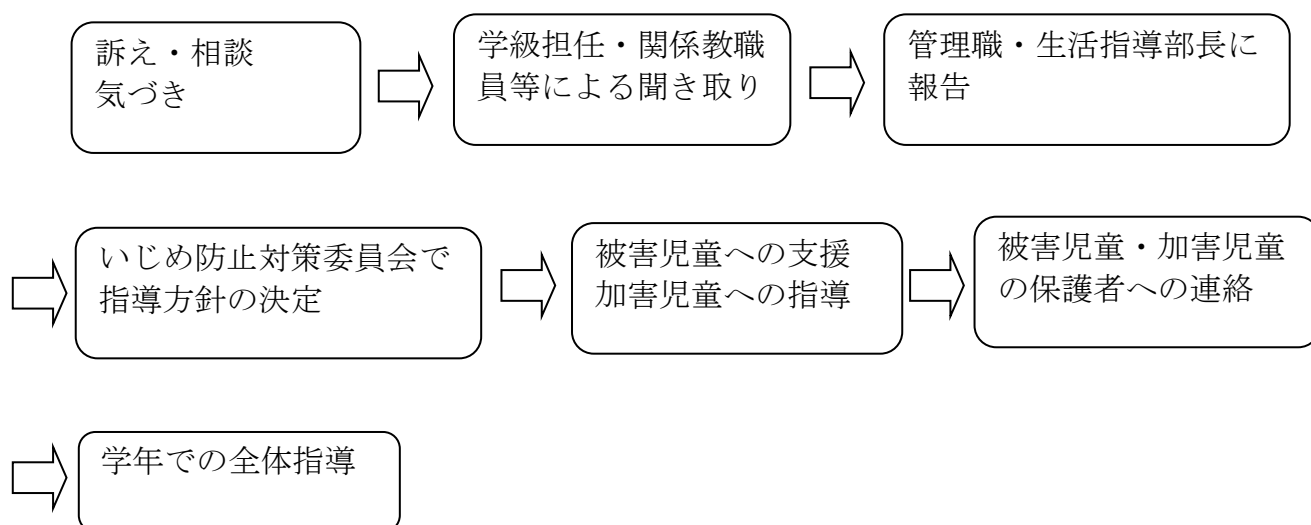 訴え・相談
気づき
学級担任・関係教職
員等による聞き取り
管理職・生活指導部長に
報告
いじめ防止対策委員会で
指導方針の決定
被害児童への支援
加害児童への指導
被害児童・加害児童
の保護者への連絡
学年での全体指導